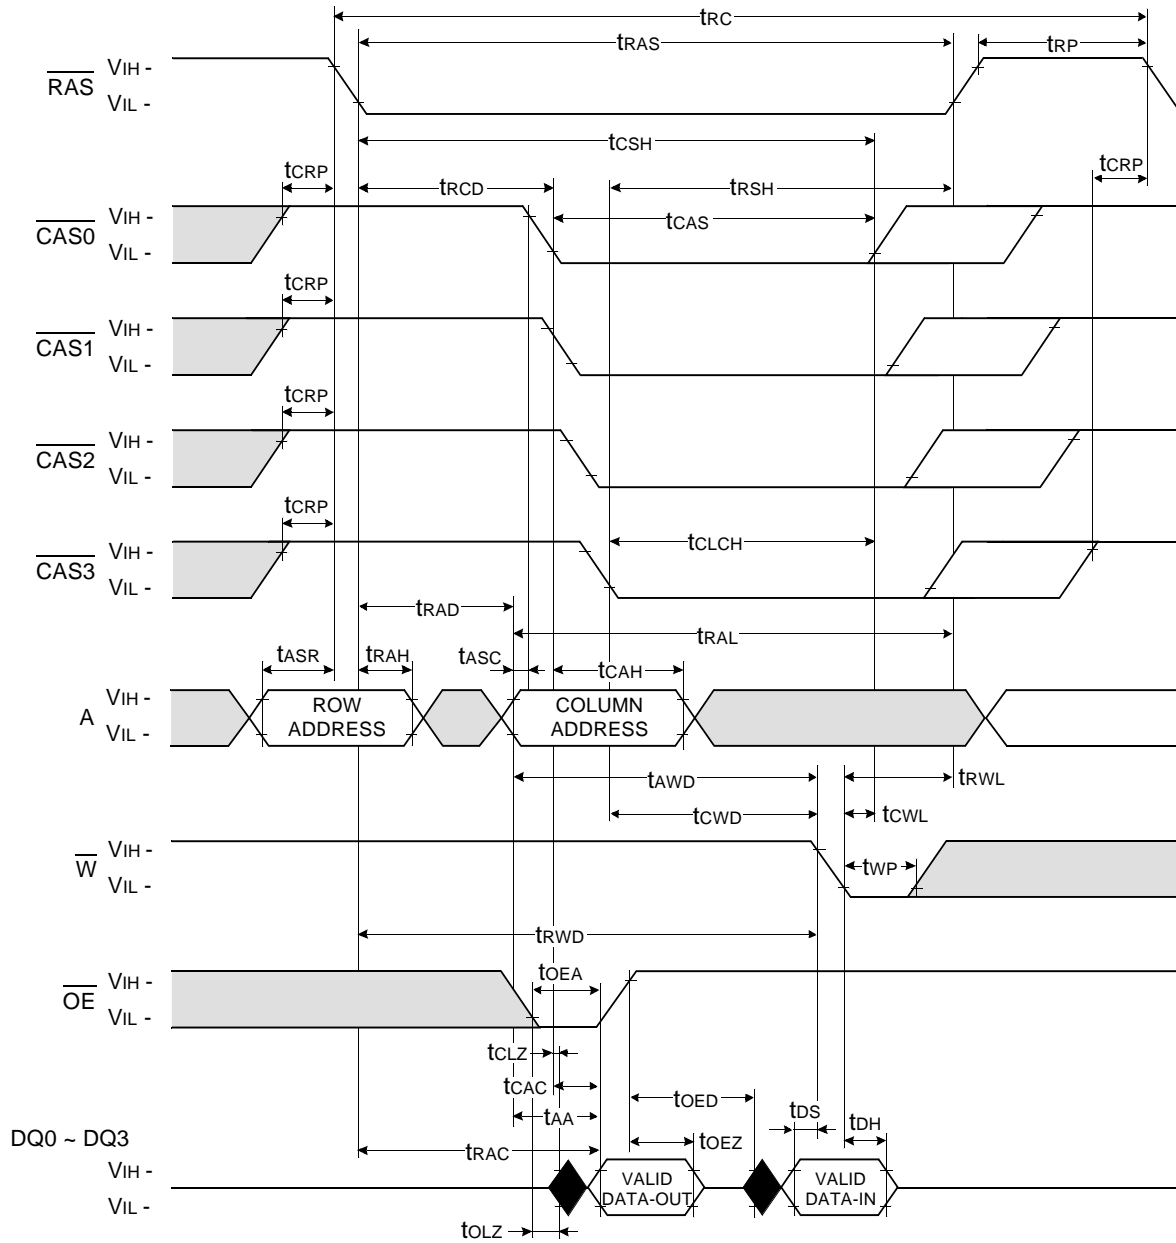 tRC
tRAS
tRP
RAS
VIH -
VIL -
tCSH
tCRP
tRCD
tRSH
tCRP
CAS0
VIH -
VIL -
tCAS
tCRP
CAS1
VIH -
VIL -
tCRP
CAS2
VIH -
VIL -
tCRP
CAS3
VIH -
VIL -
tCLCH
tRAD
tRAL
tASR
tRAH
tASC
tCAH
A
VIH -
VIL -
ROW
ADDRESS
COLUMN
ADDRESS
tAWD
tRWL
tCWD
tCWL
W
VIH -
VIL -
tWP
tRWD
OE
VIH -
VIL -
tOEA
tCLZ
tCAC
tOED
tAA
tDS
tDH
DQ0 ~ DQ3
tRAC
tOEZ
VIH -
VIL -
VALID
DATA-OUT
VALID
DATA-IN
tOLZ